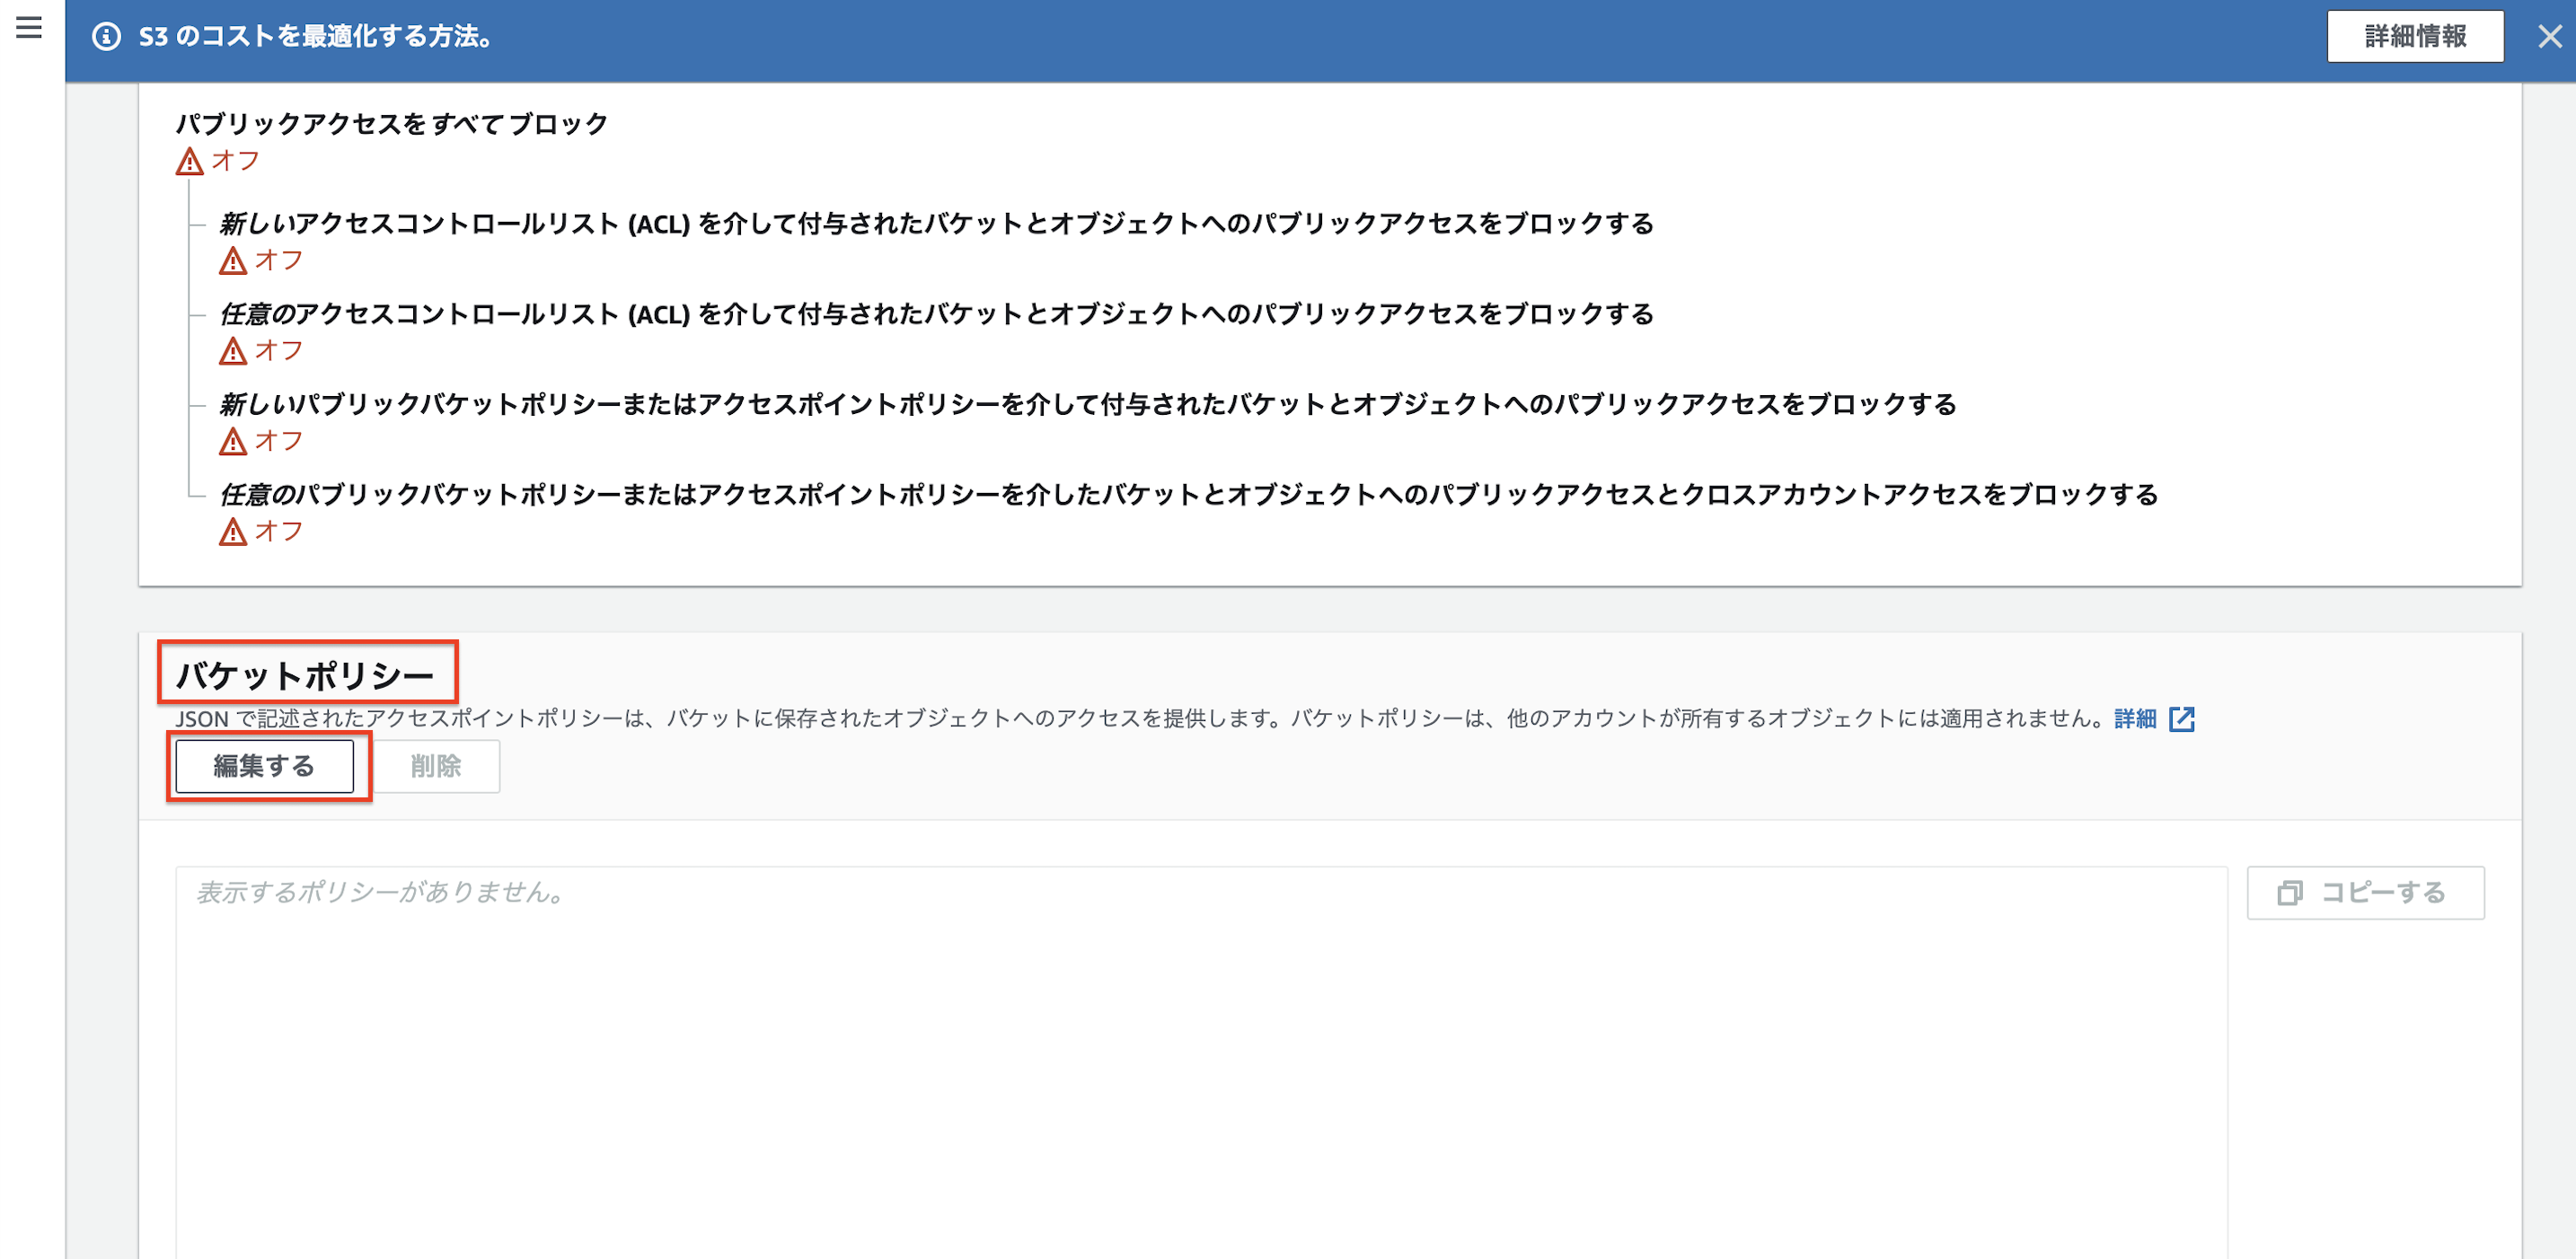 S3 のコストを最適化する方法。
詳細情報
パブリックアクセスをすべてブロック
オフ
新しいアクセスコントロールリスト (ACL) を介して付与されたバケットとオブジェクトへのパブリックアクセスをブロックする
オフ
任意のアクセスコントロールリスト (ACL) を介して付与されたバケットとオブジェクトへのパブリックアクセスをブロックする
オフ
新しいパブリックバケットポリシーまたはアクセスポイントポリシーを介して付与されたバケットとオブジェクトへのパブリックアクセスをブロックする
オフ
任意のパブリックバケットポリシーまたはアクセスポイントポリシーを介したバケットとオブジェクトへのパブリックアクセスとクロスアカウントアクセスをブロックする
オフ
バケットポリシー
JSON で記述されたアクセスポイントポリシーは、バケットに保存されたオブジェクトへのアクセスを提供します。バケットポリシーは、他のアカウントが所有するオブジェクトには適用されません。詳細
編集する
削除
表示するポリシーがありません。
コピーする